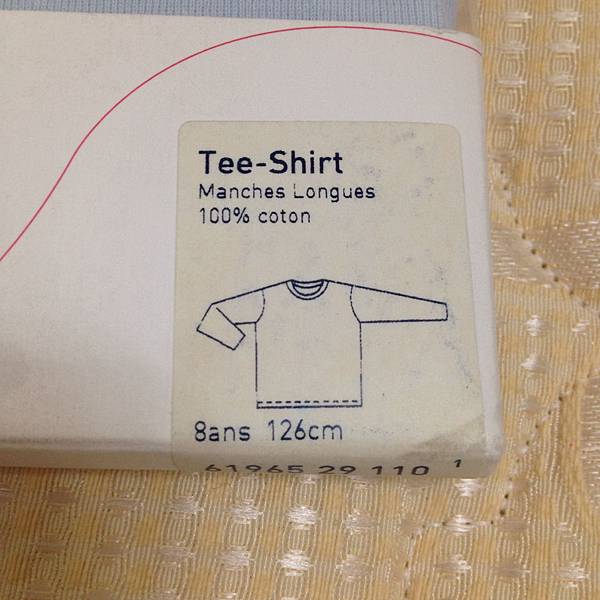 Tee-Shirt
Manches Longues
100% coton
8ans 126cm
61965 29 110 1